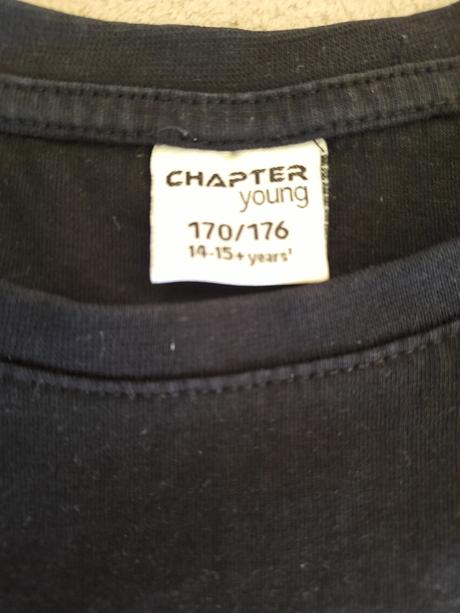 CHAPTER
young
170/176
14-15+ years'